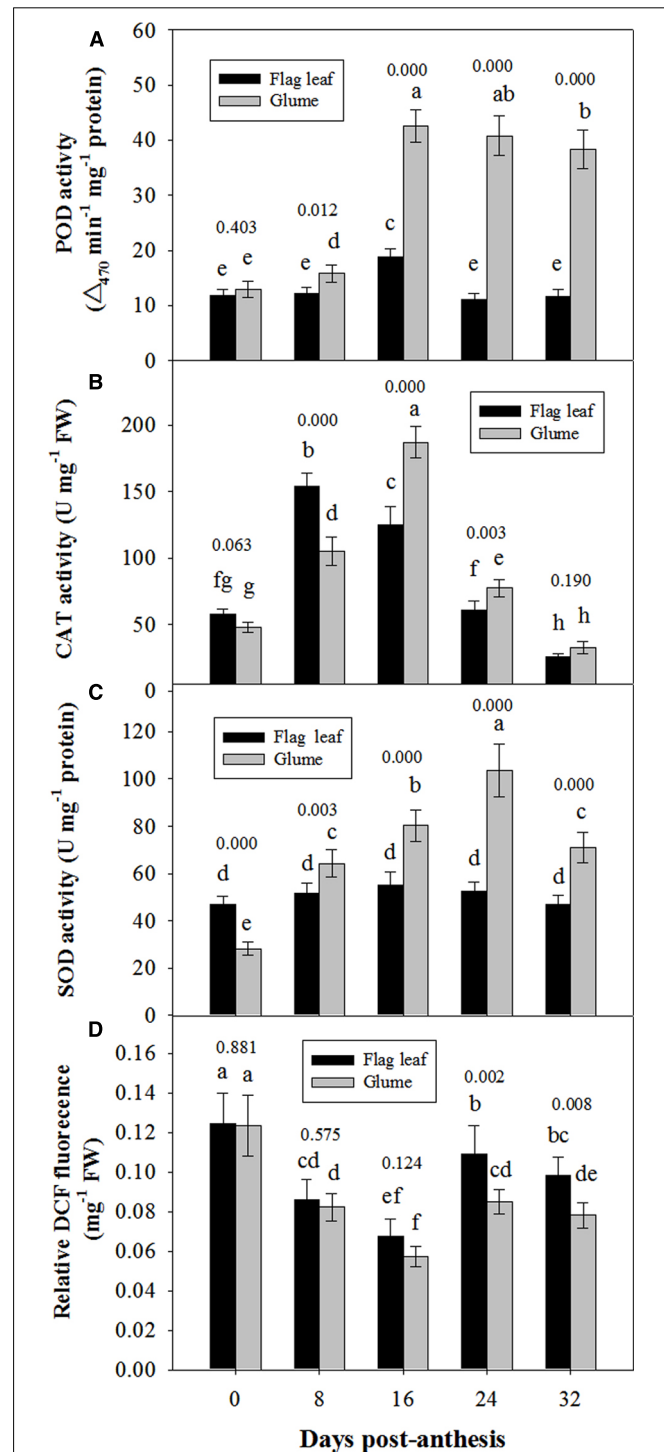 A
POD activty
(△470 min-1 mg-1 protein)
60
50
40
30
20
10
0
Flag leaf
Glume
0.403
0.012
0.000
0.000
0.000
e e
e d
c a
e ab
e b
B
CAT activity (U mg-1 FW)
200
150
100
50
0
Flag leaf
Glume
0.063
0.000
0.000
0.003
0.190
fg g
b d
c a
f e
h h
C
SOD activity (U mg-1 protein)
120
100
80
60
40
20
0
Flag leaf
Glume
0.000
0.003
0.000
0.000
0.000
d e
d c
d b
d a
d c
D
Relative DCF fluorecence
(mg-1 FW)
0.16
0.14
0.12
0.10
0.08
0.06
0.04
0.02
0.00
Flag leaf
Glume
0.881
0.575
0.124
0.002
0.008
a a
cd d
ef f
b cd
bc de
0 8 16 24 32
Days post-anthesis